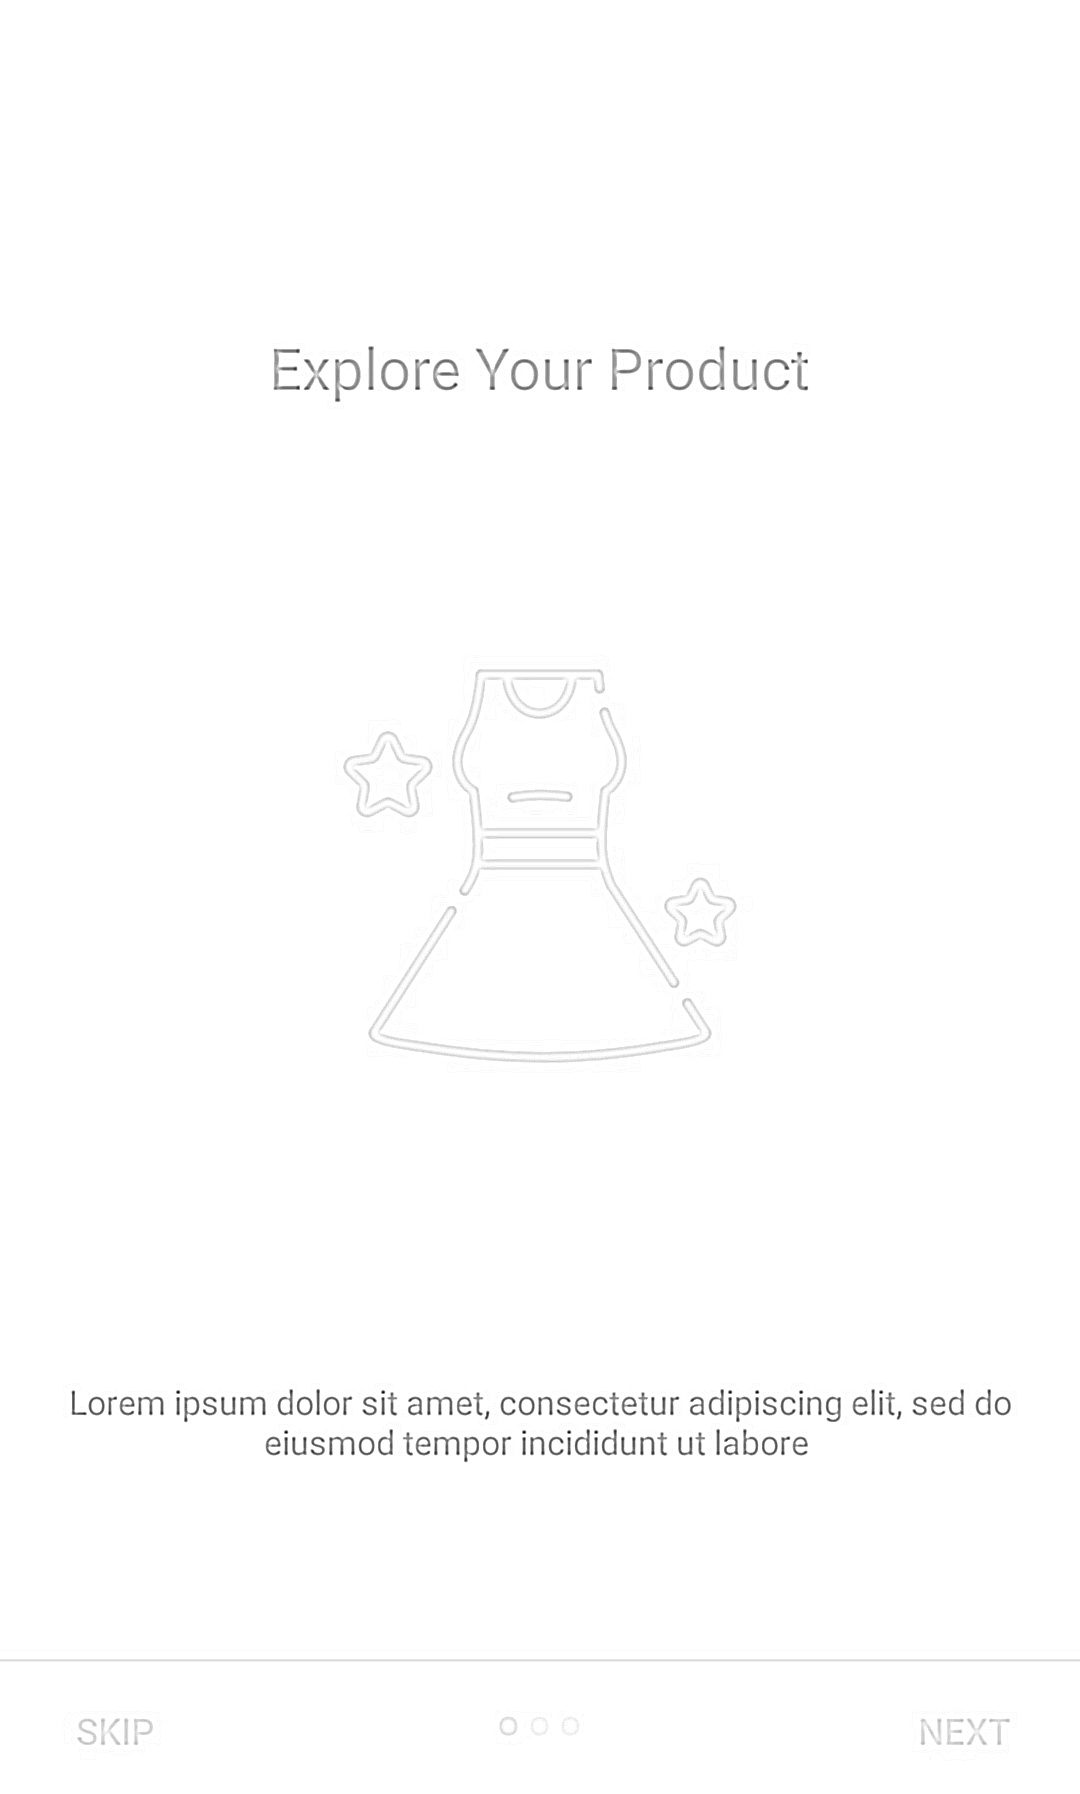 Explore Your Product
Lorem ipsum dolor sit amet, consectetur adipiscing elit, sed do
eiusmod tempor incididunt ut labore
SKIP
NEXT